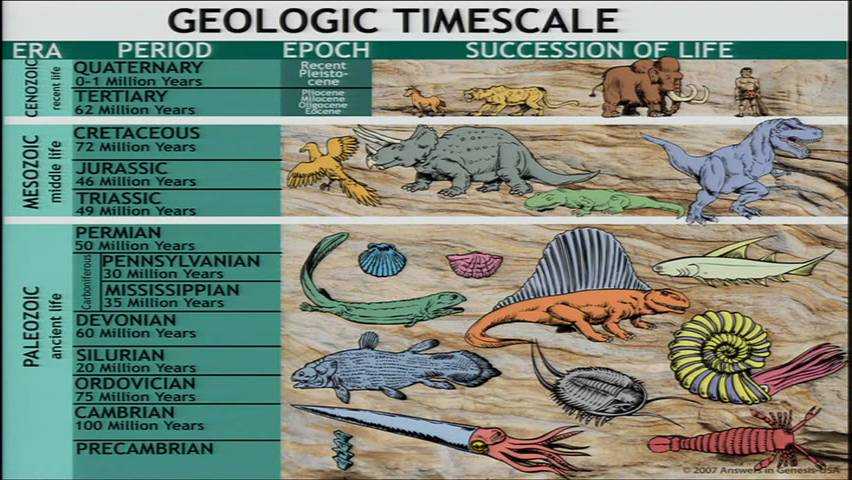 GEOLOGIC TIMESCALE
ERA PERIOD EPOCH SUCCESSION OF LIFE
CENOZOIC
recent life
QUATERNARY
0-1 Million Years
Recent
Pleisto-
cene
TERTIARY
62 Million Years
Pliocene
Miocene
Oligocene
Eocene
MESOZOIC
middle life
CRETACEOUS
72 Million Years
JURASSIC
46 Million Years
TRIASSIC
49 Million Years
PALEOZOIC
ancient life
PERMIAN
50 Million Years
Carboniferous
PENNSYLVANIAN
30 Million Years
MISSISSIPPIAN
35 Million Years
DEVONIAN
60 Million Years
SILURIAN
20 Million Years
ORDOVICIAN
75 Million Years
CAMBRIAN
100 Million Years
PRECAMBRIAN
© 2007 Answers in Genesis-USA